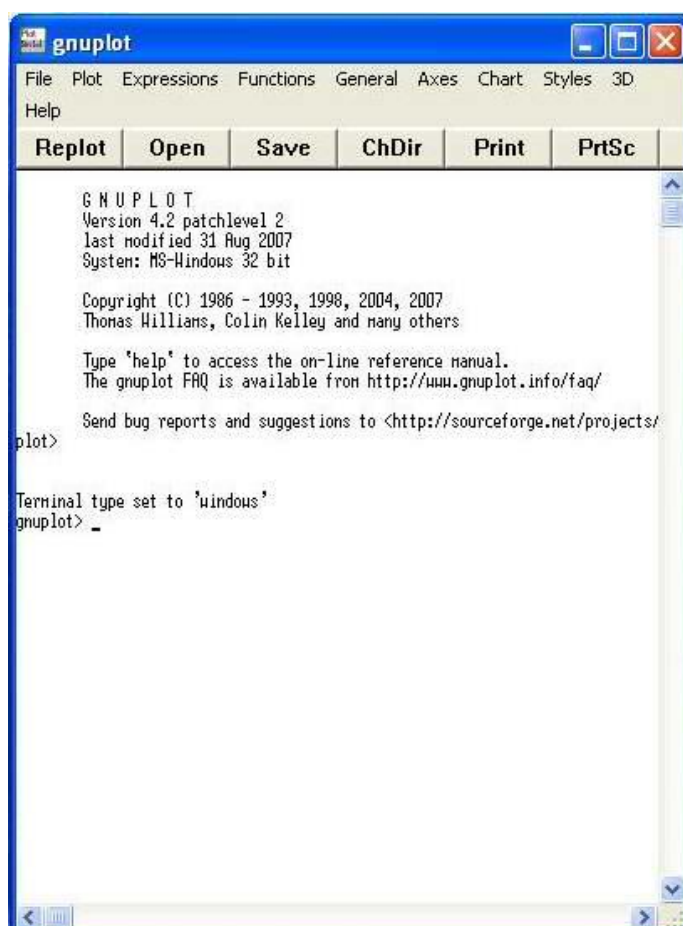 gnuplot
File Plot Expressions Functions General Axes Chart Styles 3D
Help
Replot Open Save ChDir Print PrtSc
G N U P L O T
Version 4.2 patchlevel 2
last modified 31 Aug 2007
System: MS-Windows 32 bit
Copyright (C) 1986 - 1993, 1998, 2004, 2007
Thomas Williams, Colin Kelley and many others
Type `help` to access the on-line reference manual.
The gnuplot FAQ is available from http://www.gnuplot.info/faq/
Send bug reports and suggestions to <http://sourceforge.net/projects/
plot>
Terminal type set to 'windows'
gnuplot> _